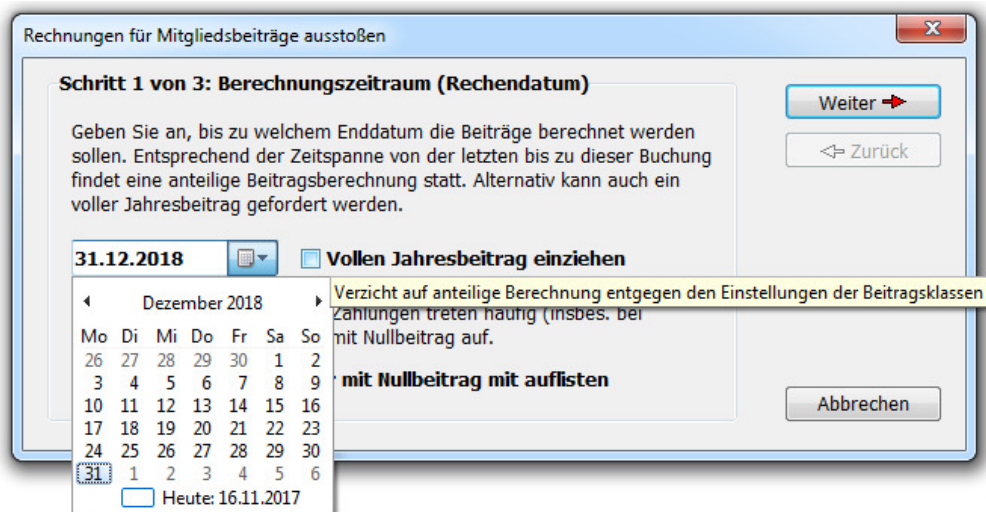 Rechnungen für Mitgliedsbeiträge ausstoßen
Schritt 1 von 3: Berechnungszeitraum (Rechendatum)
Geben Sie an, bis zu welchem Enddatum die Beiträge berechnet werden
sollen. Entsprechend der Zeitspanne von der letzten bis zu dieser Buchung
findet eine anteilige Beitragsberechnung statt. Alternativ kann auch ein
voller Jahresbeitrag gefordert werden.
Weiter
Zurück
31.12.2018
Vollen Jahresbeitrag einziehen
Verzicht auf anteilige Berechnung entgegen den Einstellungen der Beitragsklassen
Zahlungen treten häufig (insbes. bei
mit Nullbeitrag auf.
mit Nullbeitrag mit auflisten
Abbrechen
Dezember 2018
Mo Di Mi Do Fr Sa So
26 27 28 29 30 1 2
3 4 5 6 7 8 9
10 11 12 13 14 15 16
17 18 19 20 21 22 23
24 25 26 27 28 29 30
31 1 2 3 4 5 6
Heute: 16.11.2017